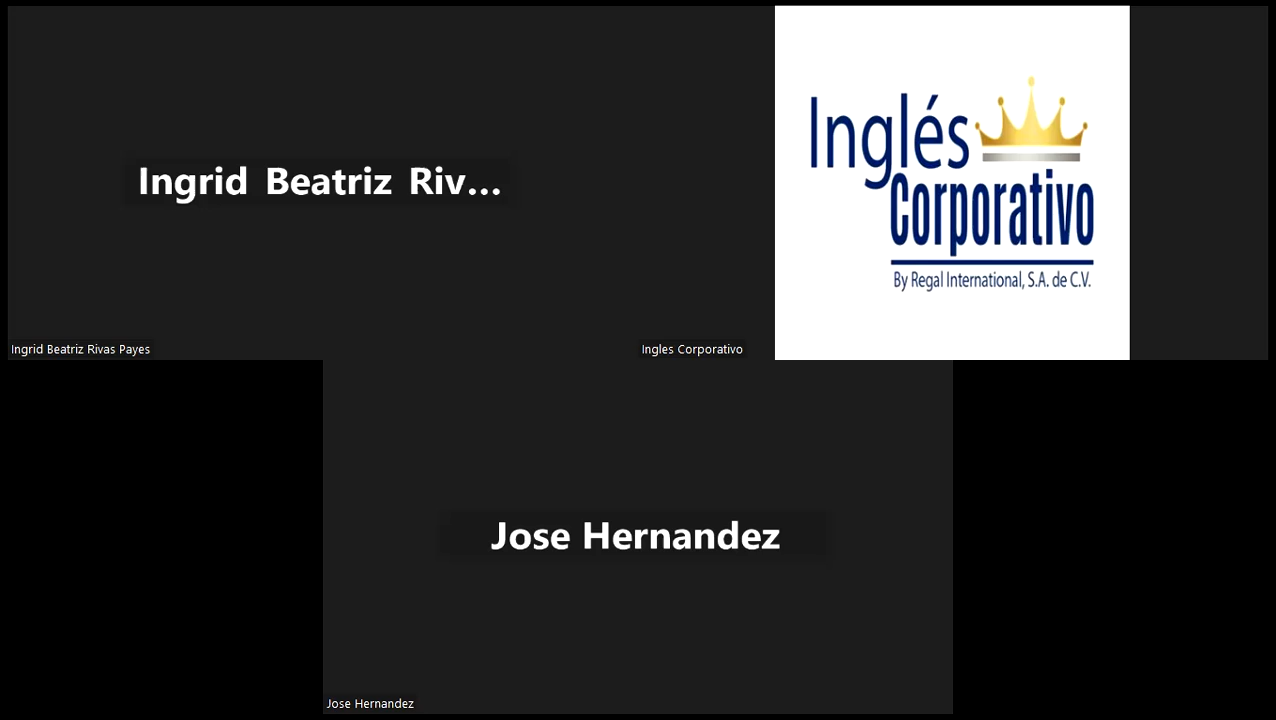 Ingrid Beatriz Riv...
Ingrid Beatriz Rivas Payes
Inglés
Corporativo
By Regal International, S.A. de C.V.
Ingles Corporativo
Jose Hernandez
Jose Hernandez